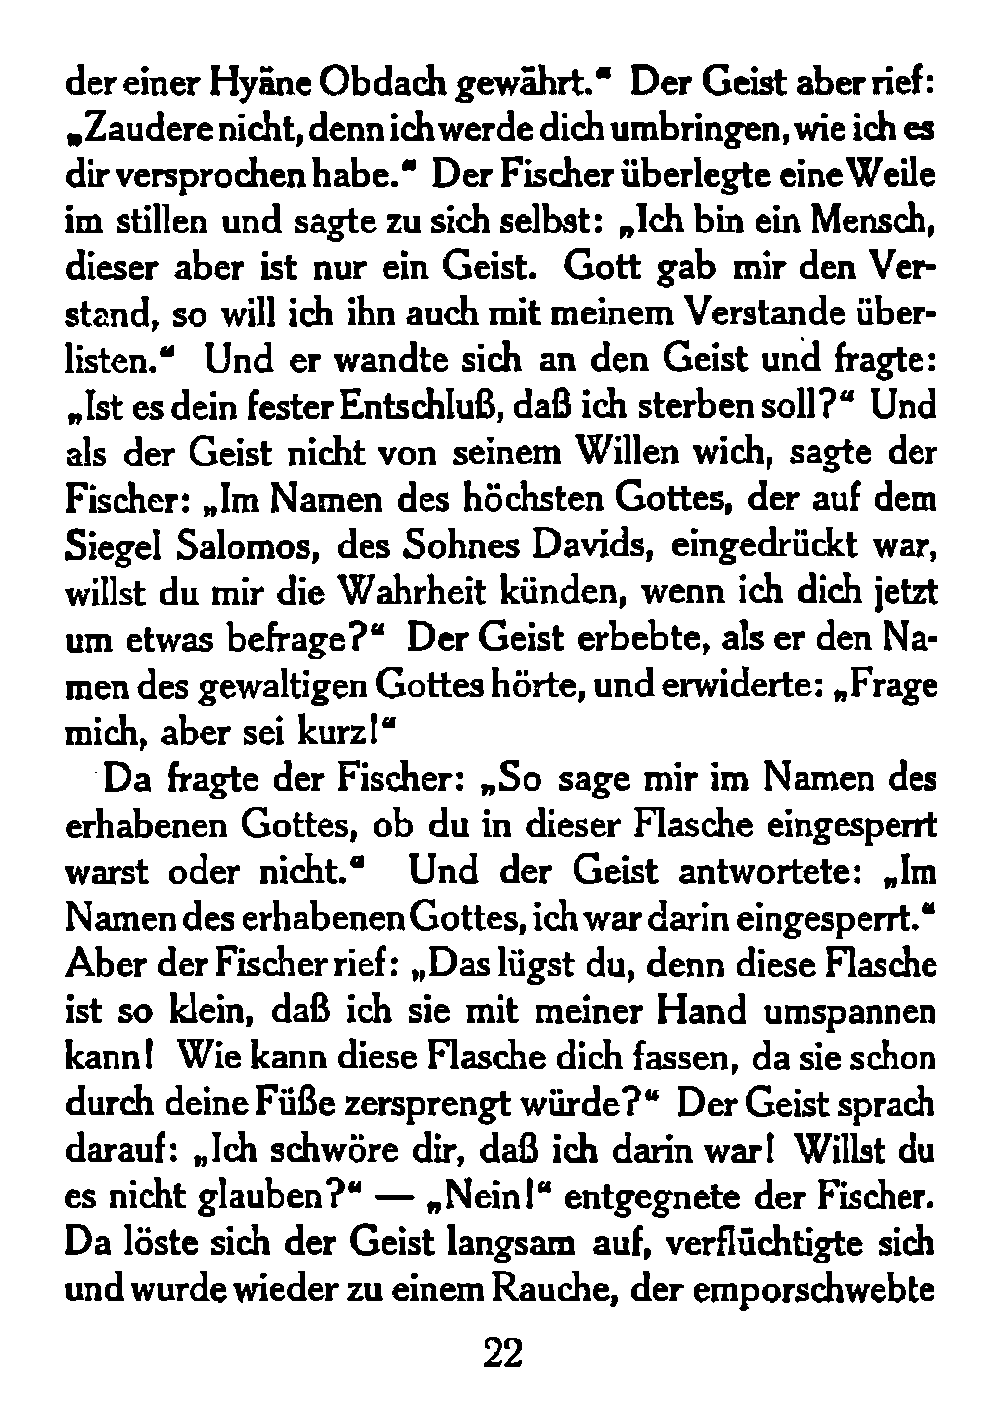 der einer Hyäne Obdach gewährt.“ Der Geist aber rief:
„Zaudere nicht, denn ich werde dich umbringen, wie ich es
dir versprochen habe.“ Der Fischer überlegte eine Weile
im stillen und sagte zu sich selbst: „Ich bin ein Mensch,
dieser aber ist nur ein Geist. Gott gab mir den Ver-
stand, so will ich ihn auch mit meinem Verstande über-
listen.“ Und er wandte sich an den Geist und fragte:
„Ist es dein fester Entschluß, daß ich sterben soll?“ Und
als der Geist nicht von seinem Willen wich, sagte der
Fischer: „Im Namen des höchsten Gottes, der auf dem
Siegel Salomos, des Sohnes Davids, eingedrückt war,
willst du mir die Wahrheit künden, wenn ich dich jetzt
um etwas befrage?“ Der Geist erbebte, als er den Na-
men des gewaltigen Gottes hörte, und erwiderte: „Frage
mich, aber sei kurz!“
Da fragte der Fischer: „So sage mir im Namen des
erhabenen Gottes, ob du in dieser Flasche eingesperrt
warst oder nicht.“ Und der Geist antwortete: „Im
Namen des erhabenen Gottes, ich war darin eingesperrt.“
Aber der Fischer rief: „Das lügst du, denn diese Flasche
ist so klein, daß ich sie mit meiner Hand umspannen
kann! Wie kann diese Flasche dich fassen, da sie schon
durch deine Füße zersprengt würde?“ Der Geist sprach
darauf: „Ich schwöre dir, daß ich darin war! Willst du
es nicht glauben?“ — „Nein!“ entgegnete der Fischer.
Da löste sich der Geist langsam auf, verflüchtigte sich
und wurde wieder zu einem Rauche, der emporschwebte
22